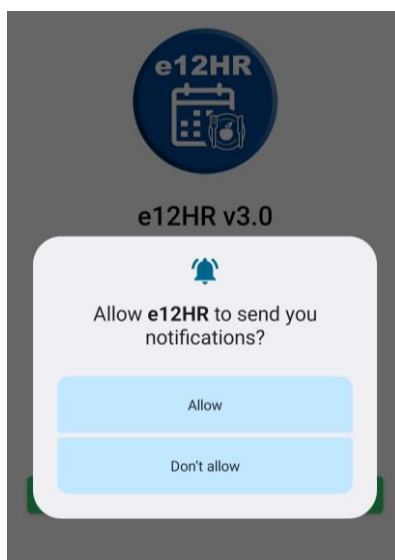 e12HR
e12HR v3.0
Allow e12HR to send you
notifications?
Allow
Don't allow